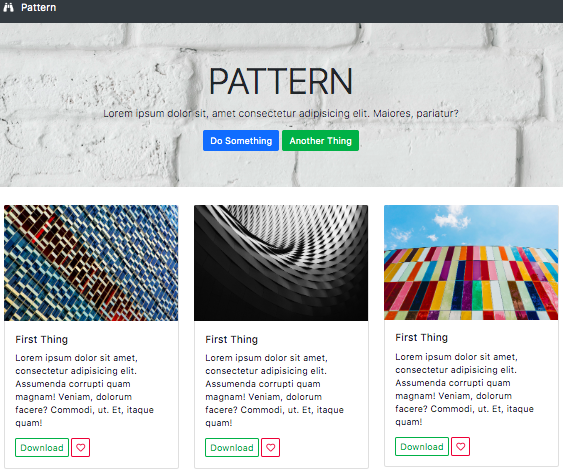 Pattern
PATTERN
Lorem ipsum dolor sit, amet consectetur adipisicing elit. Maiores, pariatur?
Do Something
Another Thing
First Thing
Lorem ipsum dolor sit amet,
consectetur adipisicing elit.
Assumenda corrupti quam
magnam! Veniam, dolorum
facere? Commodi, ut. Et, itaque
quam!
Download
First Thing
Lorem ipsum dolor sit amet,
consectetur adipisicing elit.
Assumenda corrupti quam
magnam! Veniam, dolorum
facere? Commodi, ut. Et, itaque
quam!
Download
First Thing
Lorem ipsum dolor sit amet,
consectetur adipisicing elit.
Assumenda corrupti quam
magnam! Veniam, dolorum
facere? Commodi, ut. Et, itaque
quam!
Download